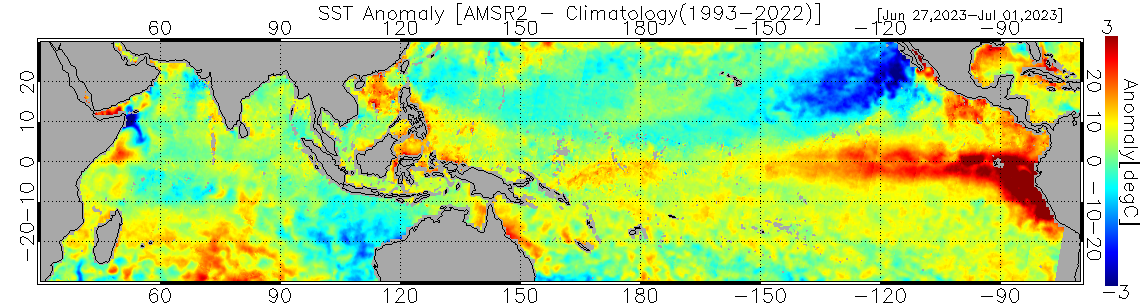 SST Anomaly [AMSR2 − Climatology(1993−2022)]
[Jun 27,2023−Jul 01,2023]
60 90 120 150 180 −150 −120 −90
3
20 20
10 10
0 0
−10 −10
−20 −20
Anomaly[degC]
−3
60 90 120 150 180 −150 −120 −90